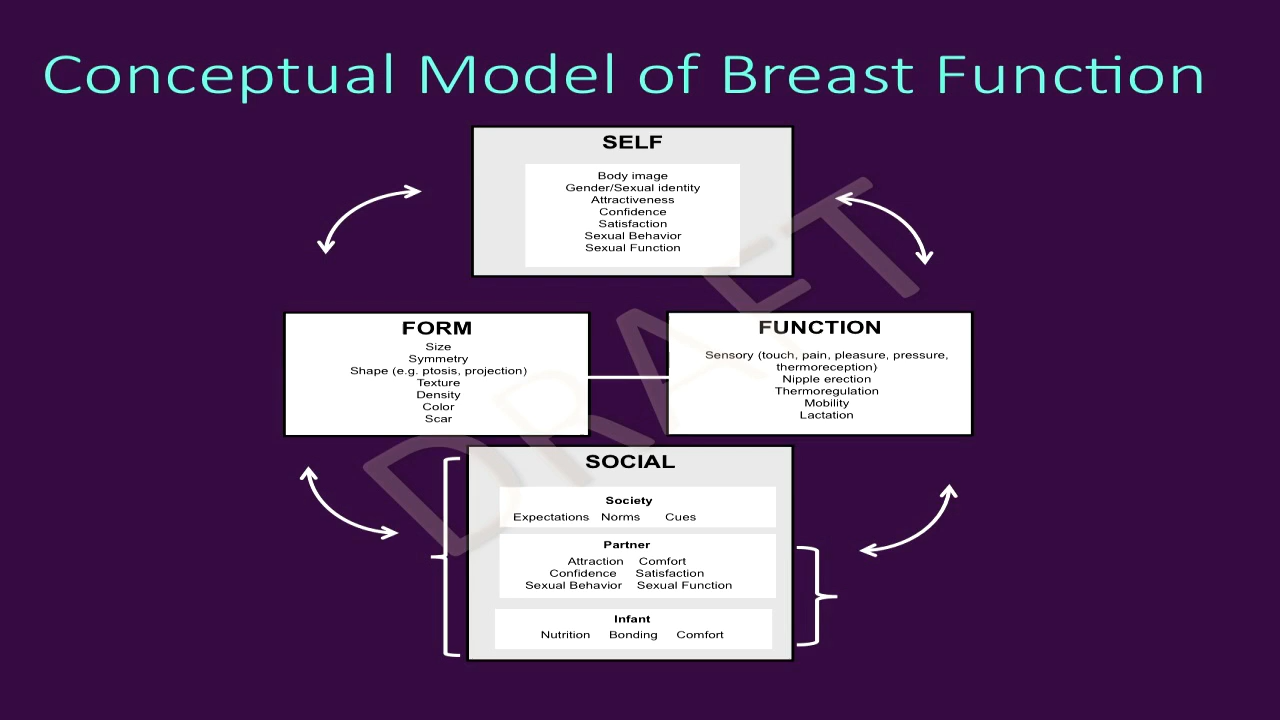 Conceptual Model of Breast Function
SELF
Body image
Gender/Sexual identity
Attractiveness
Confidence
Satisfaction
Sexual Behavior
Sexual Function
FORM
Size
Symmetry
Shape (e.g. ptosis, projection)
Texture
Density
Color
Scar
FUNCTION
Sensory (touch, pain, pleasure, pressure,
thermoreception)
Nipple erection
Thermoregulation
Mobility
Lactation
SOCIAL
Society
Expectations Norms Cues
Partner
Attraction Comfort
Confidence Satisfaction
Sexual Behavior Sexual Function
Infant
Nutrition Bonding Comfort
DRAFT